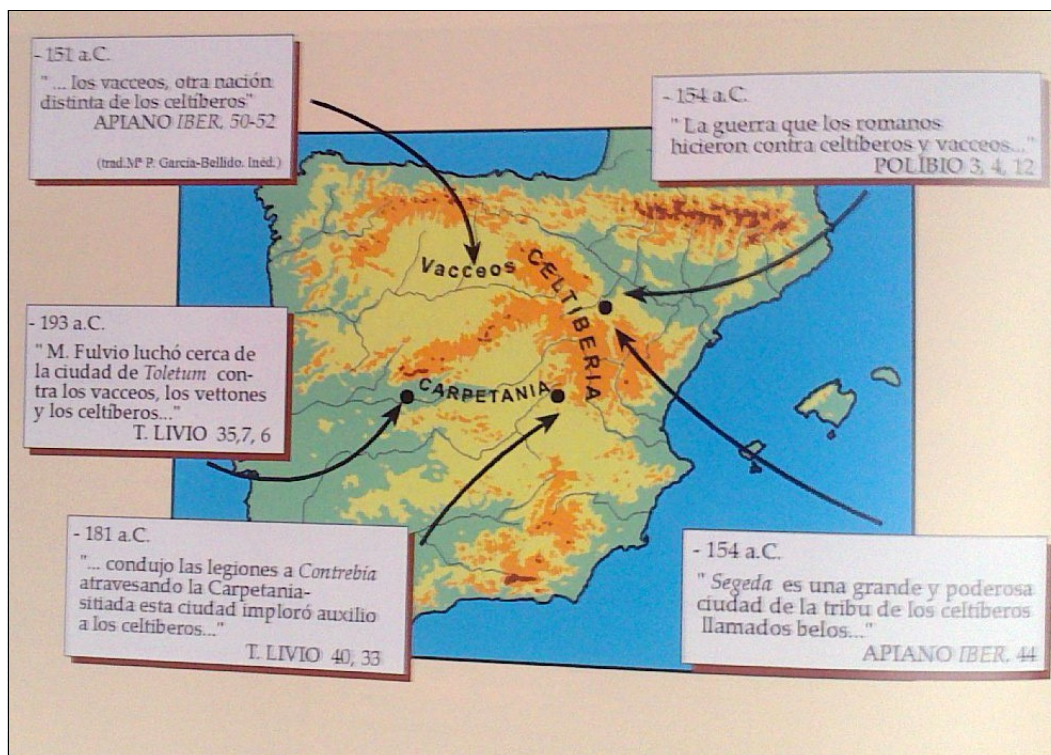 - 151 a.C.
" ... los vacceos, otra nación
distinta de los celtíberos"
APIANO IBER, 50-52
(trad.Mª P. García-Bellido. Inéd.)
- 154 a.C.
" La guerra que los romanos
hicieron contra celtíberos y vacceos..."
POLÍBIO 3, 4, 12
Vacceos
CELTIBERIA
CARPETANIA
- 193 a.C.
" M. Fulvio luchó cerca de
la ciudad de Toletum con-
tra los vacceos, los vettones
y los celtíberos..."
T. LIVIO 35,7, 6
- 181 a.C.
"... condujo las legiones a Contrebia
atravesando la Carpetania-
sitiada esta ciudad imploró auxilio
a los celtiberos..."
T. LIVIO 40, 33
- 154 a.C.
" Segeda es una grande y poderosa
ciudad de la tribu de los celtíberos
llamados belos..."
APIANO IBER, 44